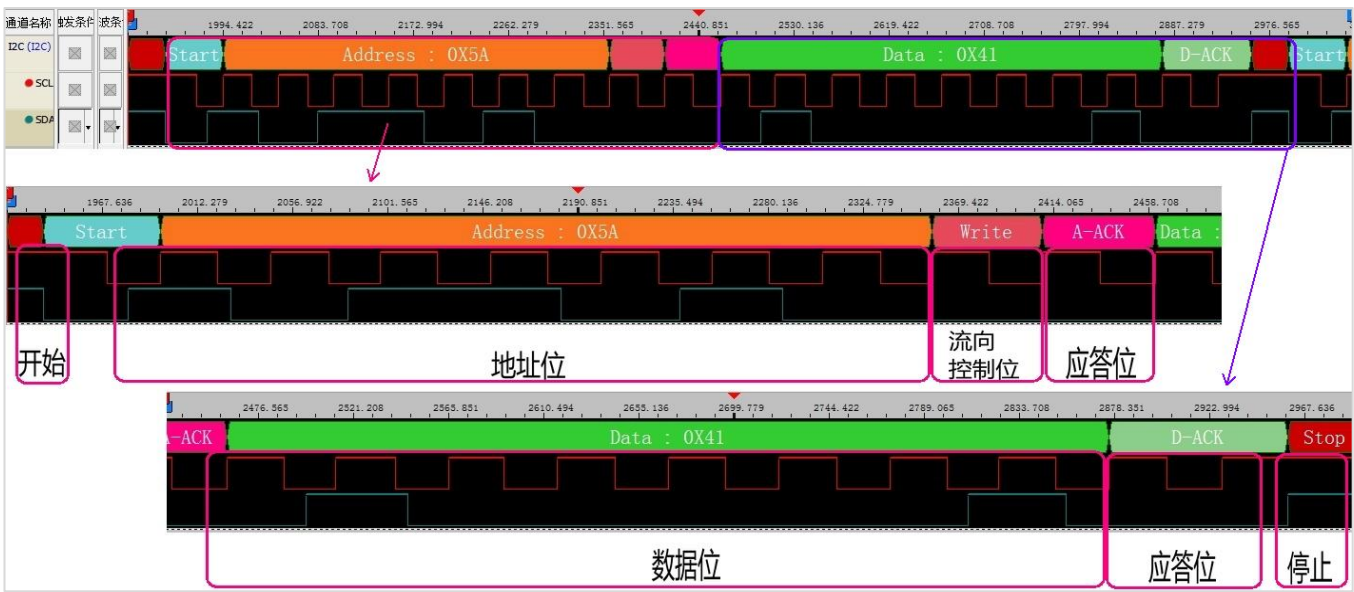 通道名称 触发条件 滤条
1994.422 2083.708 2172.994 2262.279 2351.565 2440.851 2530.136 2619.422 2708.708 2797.994 2887.279 2976.565
I2C (I2C) Start Address : 0X5A Data : 0X41 D-ACK Start
SCL
SDA
1967.636 2012.279 2056.922 2101.565 2146.208 2190.851 2235.494 2280.136 2324.779 2369.422 2414.065 2458.708
Start Address : 0X5A Write A-ACK Data :
开始 地址位 流向 应答位
控制位
2476.565 2521.208 2565.851 2610.494 2655.136 2699.779 2744.422 2789.065 2833.708 2878.351 2922.994 2967.636
-ACK Data : 0X41 D-ACK Stop
数据位 应答位 停止